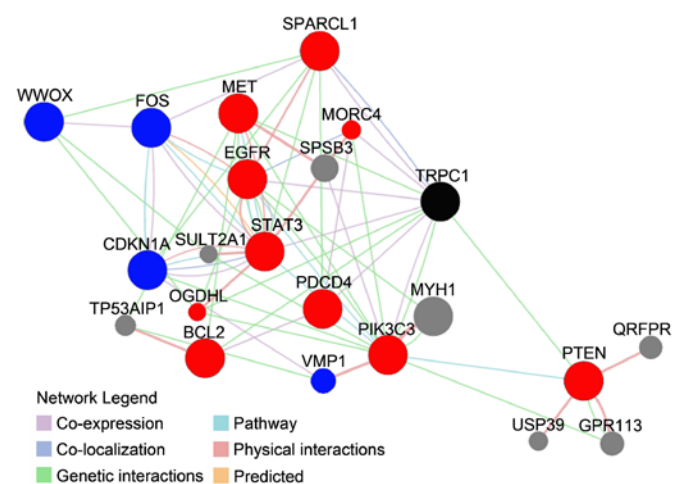 SPARCL1
MET
WWOX
FOS
MORC4
SPSB3
EGFR
TRPC1
STAT3
CDKN1A
SULT2A1
OGDHL
PDCD4
MYH1
TP53AIP1
BCL2
PIK3C3
QRFPR
VMP1
PTEN
USP39
GPR113
Network Legend
Co-expression
Pathway
Co-localization
Physical interactions
Genetic interactions
Predicted